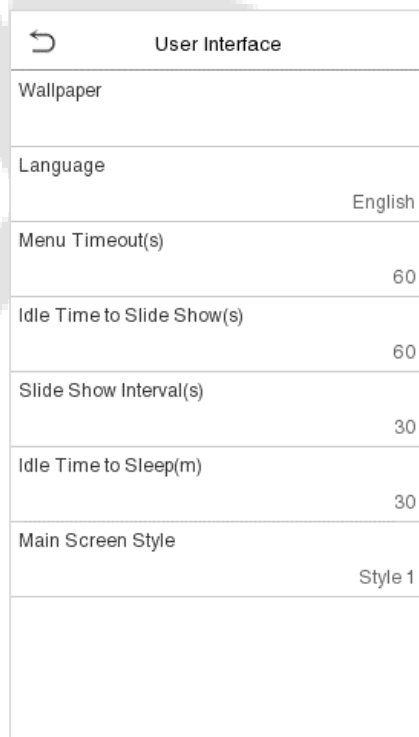 User Interface
Wallpaper
Language
English
Menu Timeout(s)
60
Idle Time to Slide Show(s)
60
Slide Show Interval(s)
30
Idle Time to Sleep(m)
30
Main Screen Style
Style 1